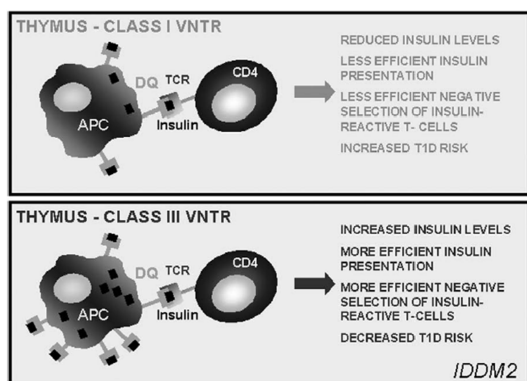 THYMUS - CLASS I VNTR
DQ
TCR
CD4
APC
Insulin
REDUCED INSULIN LEVELS
LESS EFFICIENT INSULIN
PRESENTATION
LESS EFFICIENT NEGATIVE
SELECTION OF INSULIN-
REACTIVE T- CELLS
INCREASED T1D RISK
THYMUS - CLASS III VNTR
DQ
TCR
CD4
APC
Insulin
INCREASED INSULIN LEVELS
MORE EFFICIENT INSULIN
PRESENTATION
MORE EFFICIENT NEGATIVE
SELECTION OF INSULIN-
REACTIVE T-CELLS
DECREASED T1D RISK
IDDM2